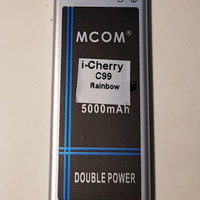 MCOM®
i-Cherry
C99
Rainbow
5000mAh
DOUBLE POWER